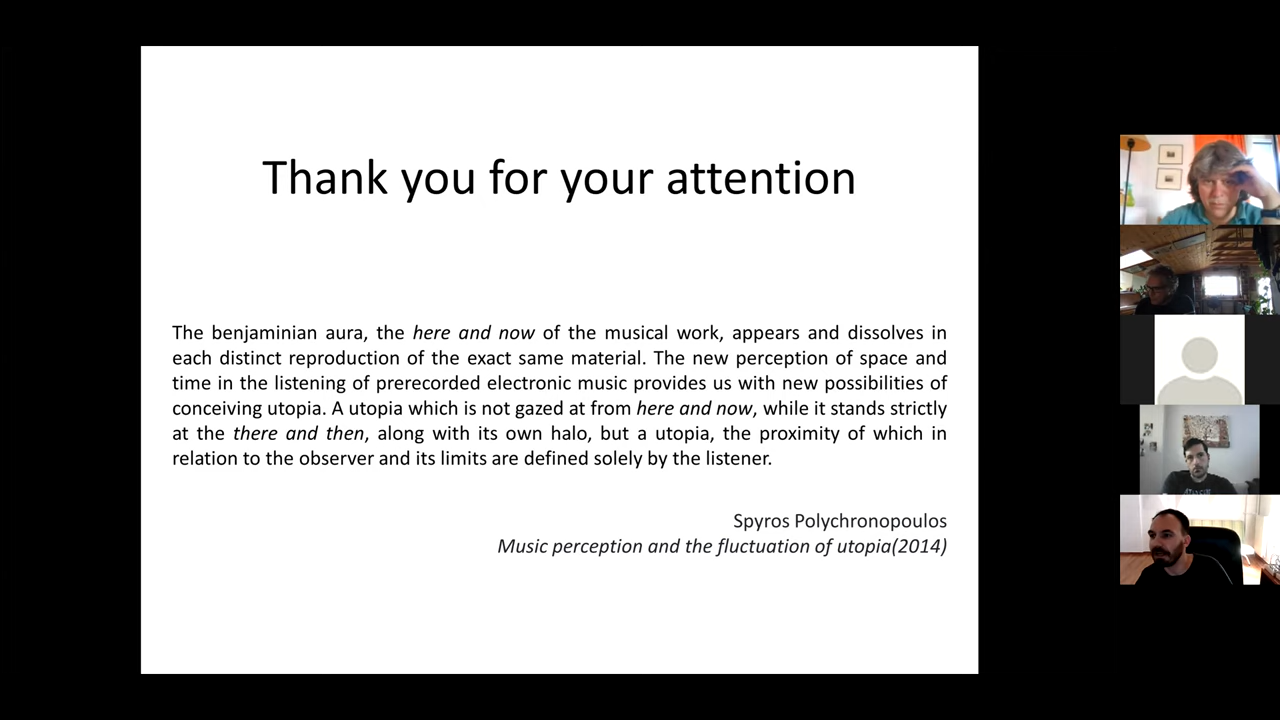 Thank you for your attention
The benjaminian aura, the here and now of the musical work, appears and dissolves in
each distinct reproduction of the exact same material. The new perception of space and
time in the listening of prerecorded electronic music provides us with new possibilities of
conceiving utopia. A utopia which is not gazed at from here and now, while it stands strictly
at the there and then, along with its own halo, but a utopia, the proximity of which in
relation to the observer and its limits are defined solely by the listener.
Spyros Polychronopoulos
Music perception and the fluctuation of utopia(2014)